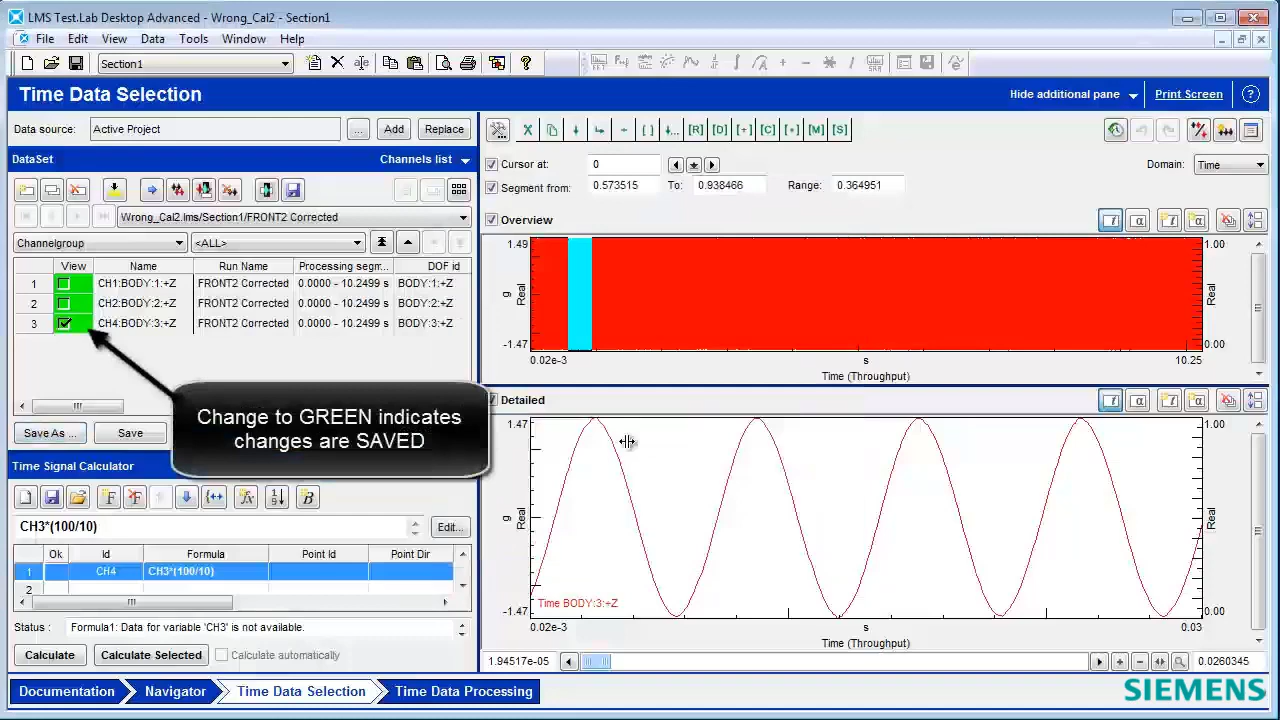 LMS Test.Lab Desktop Advanced - Wrong_Cal2 - Section1
File Edit View Data Tools Window Help
Section1
Time Data Selection
Hide additional pane Print Screen
Data source: Active Project ... Add Replace
DataSet Channels list
Wrong_Cal2.lms/Section1/FRONT2 Corrected
Channelgroup <ALL>
View Name Run Name Processing segm... DOF id
1 CH1:BODY:1:+Z FRONT2 Corrected 0.0000 - 10.2499 s BODY:1:+Z
2 CH2:BODY:2:+Z FRONT2 Corrected 0.0000 - 10.2499 s BODY:2:+Z
3 CH4:BODY:3:+Z FRONT2 Corrected 0.0000 - 10.2499 s BODY:3:+Z
Change to GREEN indicates
changes are SAVED
Save As ... Save
Time Signal Calculator
CH3*(100/10) Edit...
Ok Id Formula Point Id Point Dir
1 CH4 CH3*(100/10)
2
Status : Formula1: Data for variable 'CH3' is not available.
Calculate Calculate Selected Calculate automatically
[R] [D] [+] [C] [*] [M] [S]
Cursor at: 0 Domain: Time
Segment from: 0.573515 To: 0.938466 Range: 0.364951
Overview
1.49 1.00
g Real Real
-1.47 0.00
0.02e-3 s 10.25
Time (Throughput)
Detailed
1.47 1.00
g Real Real
Time BODY:3:+Z
-1.47 0.00
0.02e-3 s 0.03
Time (Throughput)
1.94517e-05 0.0260345
Documentation Navigator Time Data Selection Time Data Processing
SIEMENS